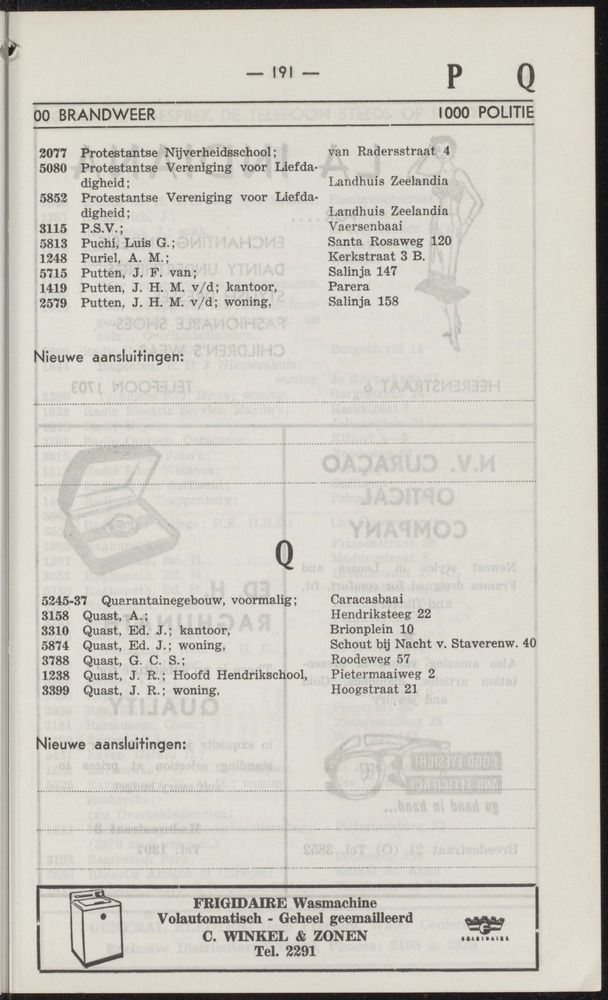 — 191 —
P Q
00 BRANDWEER 1000 POLITIE
2077 Protestantse Nijverheidsschool; van Radersstraat 4
5080 Protestantse Vereniging voor Liefda-
digheid; Landhuis Zeelandia
5852 Protestantse Vereniging voor Liefda-
digheid; Landhuis Zeelandia
3115 P.S.V.; Vaersenbaai
5813 Puchi, Luis G.; Santa Rosaweg 120
1248 Puriel, A. M.; Kerkstraat 3 B.
5715 Putten, J. F. van; Salinja 147
1419 Putten, J. H. M. v/d; kantoor, Parera
2579 Putten, J. H. M. v/d; woning, Salinja 158
Nieuwe aansluitingen:
Q
5245-37 Quarantainegebouw, voormalig; Caracasbaai
3158 Quast, A.; Hendriksteeg 22
3310 Quast, Ed. J.; kantoor, Brionplein 10
5874 Quast, Ed. J.; woning, Schout bij Nacht v. Staverenw. 40
3788 Quast, G. C. S.; Roodeweg 57
1238 Quast, J. R.; Hoofd Hendrikschool, Pietermaaiweg 2
3399 Quast, J. R.; woning, Hoogstraat 21
Nieuwe aansluitingen:
FRIGIDAIRE Wasmachine
Volautomatisch - Geheel geemailleerd
C. WINKEL & ZONEN
Tel. 2291
FRIGIDAIRE